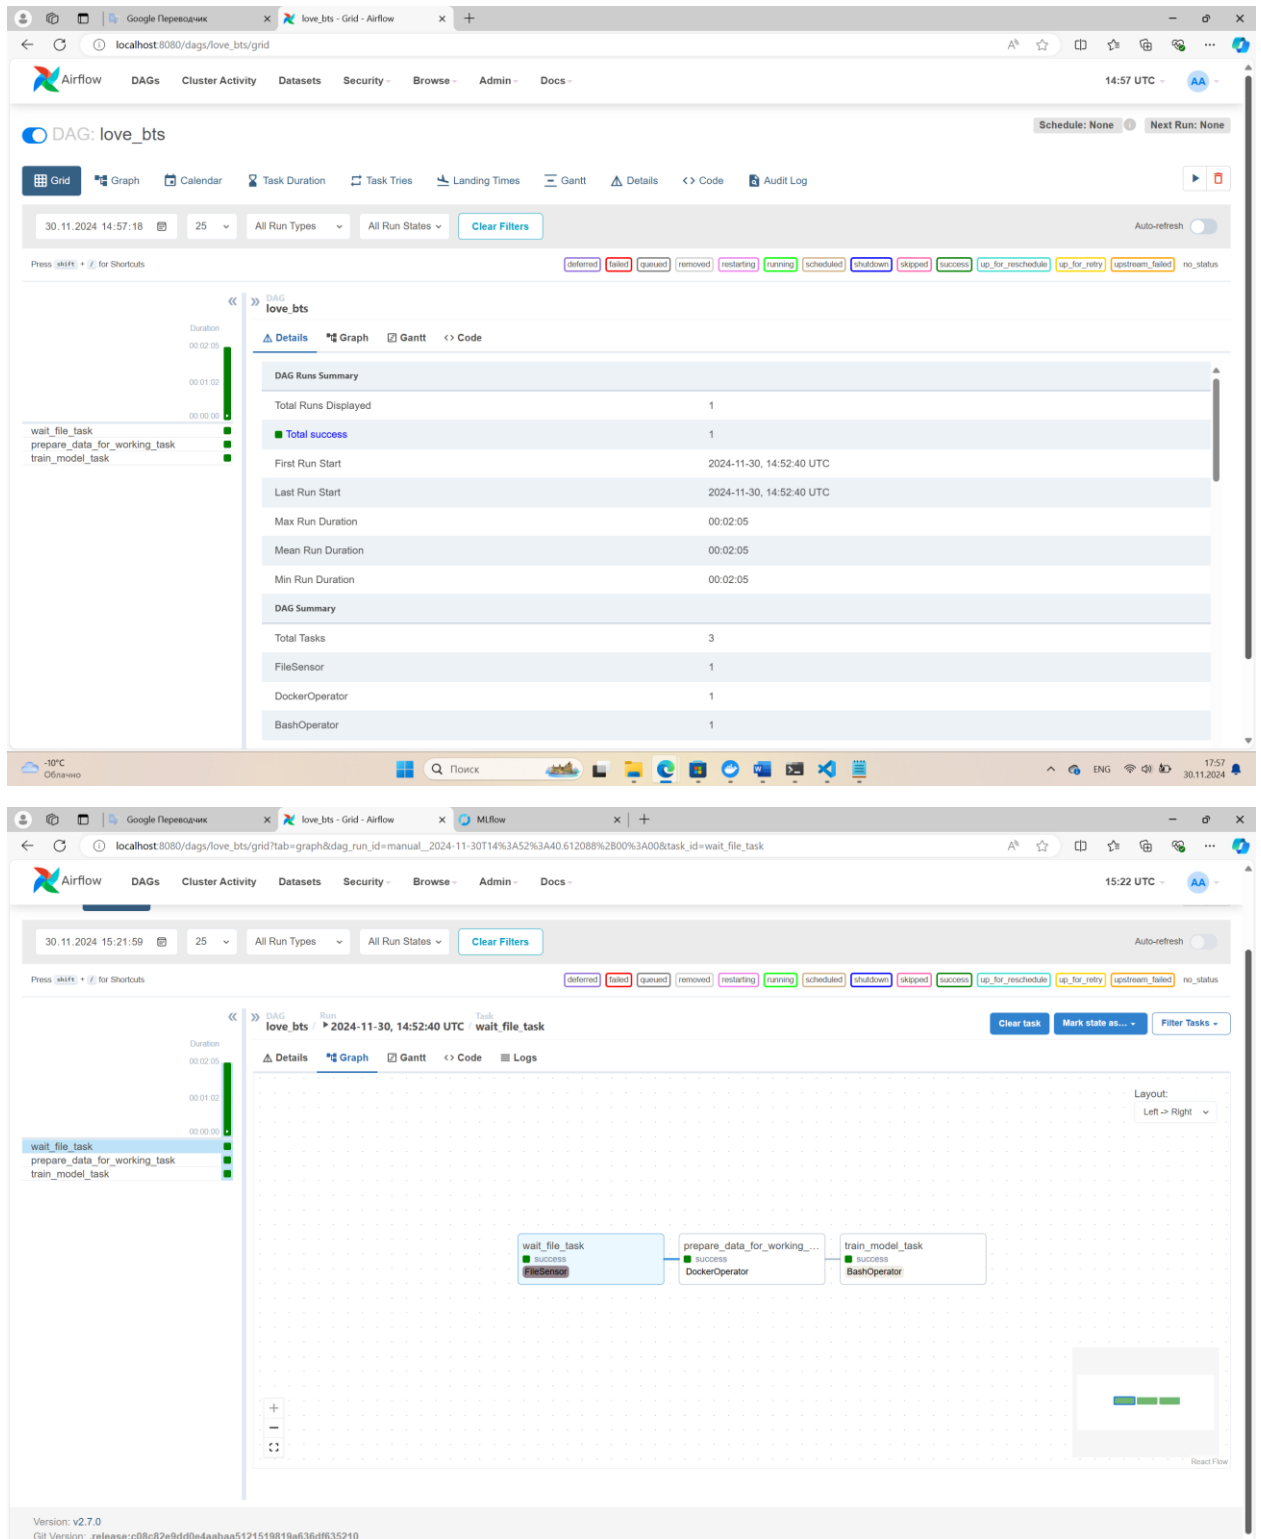 Google Переводчик
love_bts - Grid - Airflow
localhost:8080/dags/love_bts/grid
Airflow DAGs Cluster Activity Datasets Security Browse Admin Docs
14:57 UTC AA
DAG: love_bts
Schedule: None Next Run: None
Grid Graph Calendar Task Duration Task Tries Landing Times Gantt Details <> Code Audit Log
30.11.2024 14:57:18 25 All Run Types All Run States Clear Filters Auto-refresh
Press shift + / for Shortcuts
deferred failed queued removed restarting running scheduled shutdown skipped success up_for_reschedule up_for_retry upstream_failed no_status
DAG
love_bts
Duration
00:02:05
00:01:02
00:00:00
wait_file_task
prepare_data_for_working_task
train_model_task
Details Graph Gantt <> Code
DAG Runs Summary
Total Runs Displayed 1
Total success 1
First Run Start 2024-11-30, 14:52:40 UTC
Last Run Start 2024-11-30, 14:52:40 UTC
Max Run Duration 00:02:05
Mean Run Duration 00:02:05
Min Run Duration 00:02:05
DAG Summary
Total Tasks 3
FileSensor 1
DockerOperator 1
BashOperator 1
-10°C
Облачно
Поиск
ENG
17:57
30.11.2024
Google Переводчик
love_bts - Grid - Airflow
MLflow
localhost:8080/dags/love_bts/grid?tab=graph&dag_run_id=manual__2024-11-30T14%3A52%3A40.612088%2B00%3A00&task_id=wait_file_task
Airflow DAGs Cluster Activity Datasets Security Browse Admin Docs
15:22 UTC AA
30.11.2024 15:21:59 25 All Run Types All Run States Clear Filters Auto-refresh
Press shift + / for Shortcuts
deferred failed queued removed restarting running scheduled shutdown skipped success up_for_reschedule up_for_retry upstream_failed no_status
DAG Run Task
love_bts / 2024-11-30, 14:52:40 UTC / wait_file_task
Clear task Mark state as... Filter Tasks
Duration
00:02:05
00:01:02
00:00:00
wait_file_task
prepare_data_for_working_task
train_model_task
Details Graph Gantt <> Code Logs
Layout:
Left -> Right
wait_file_task
success
FileSensor
prepare_data_for_working_...
success
DockerOperator
train_model_task
success
BashOperator
React Flow
Version: v2.7.0
Git Version: .release:c08c82e9dd0e4aabaa5121519819a636df635210